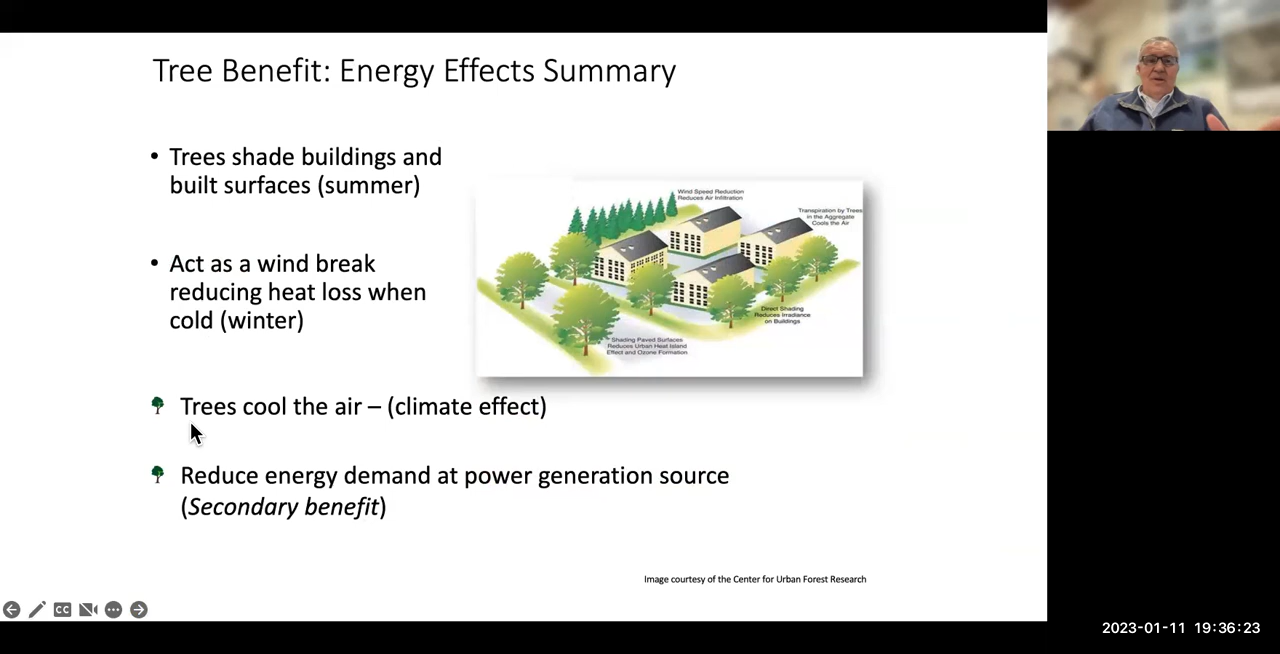 Tree Benefit: Energy Effects Summary
• Trees shade buildings and
built surfaces (summer)
• Act as a wind break
reducing heat loss when
cold (winter)
Wind Speed Reduction
Reduces Air Infiltration
Transpiration by Trees
in the Aggregate
Cools the Air
Direct Shading
Reduces Irradiance
on Buildings
Shading Paved Surfaces
Reduces Urban Heat Island
Effect and Ozone Formation
Trees cool the air – (climate effect)
Reduce energy demand at power generation source
(Secondary benefit)
Image courtesy of the Center for Urban Forest Research
CC
2023-01-11 19:36:23